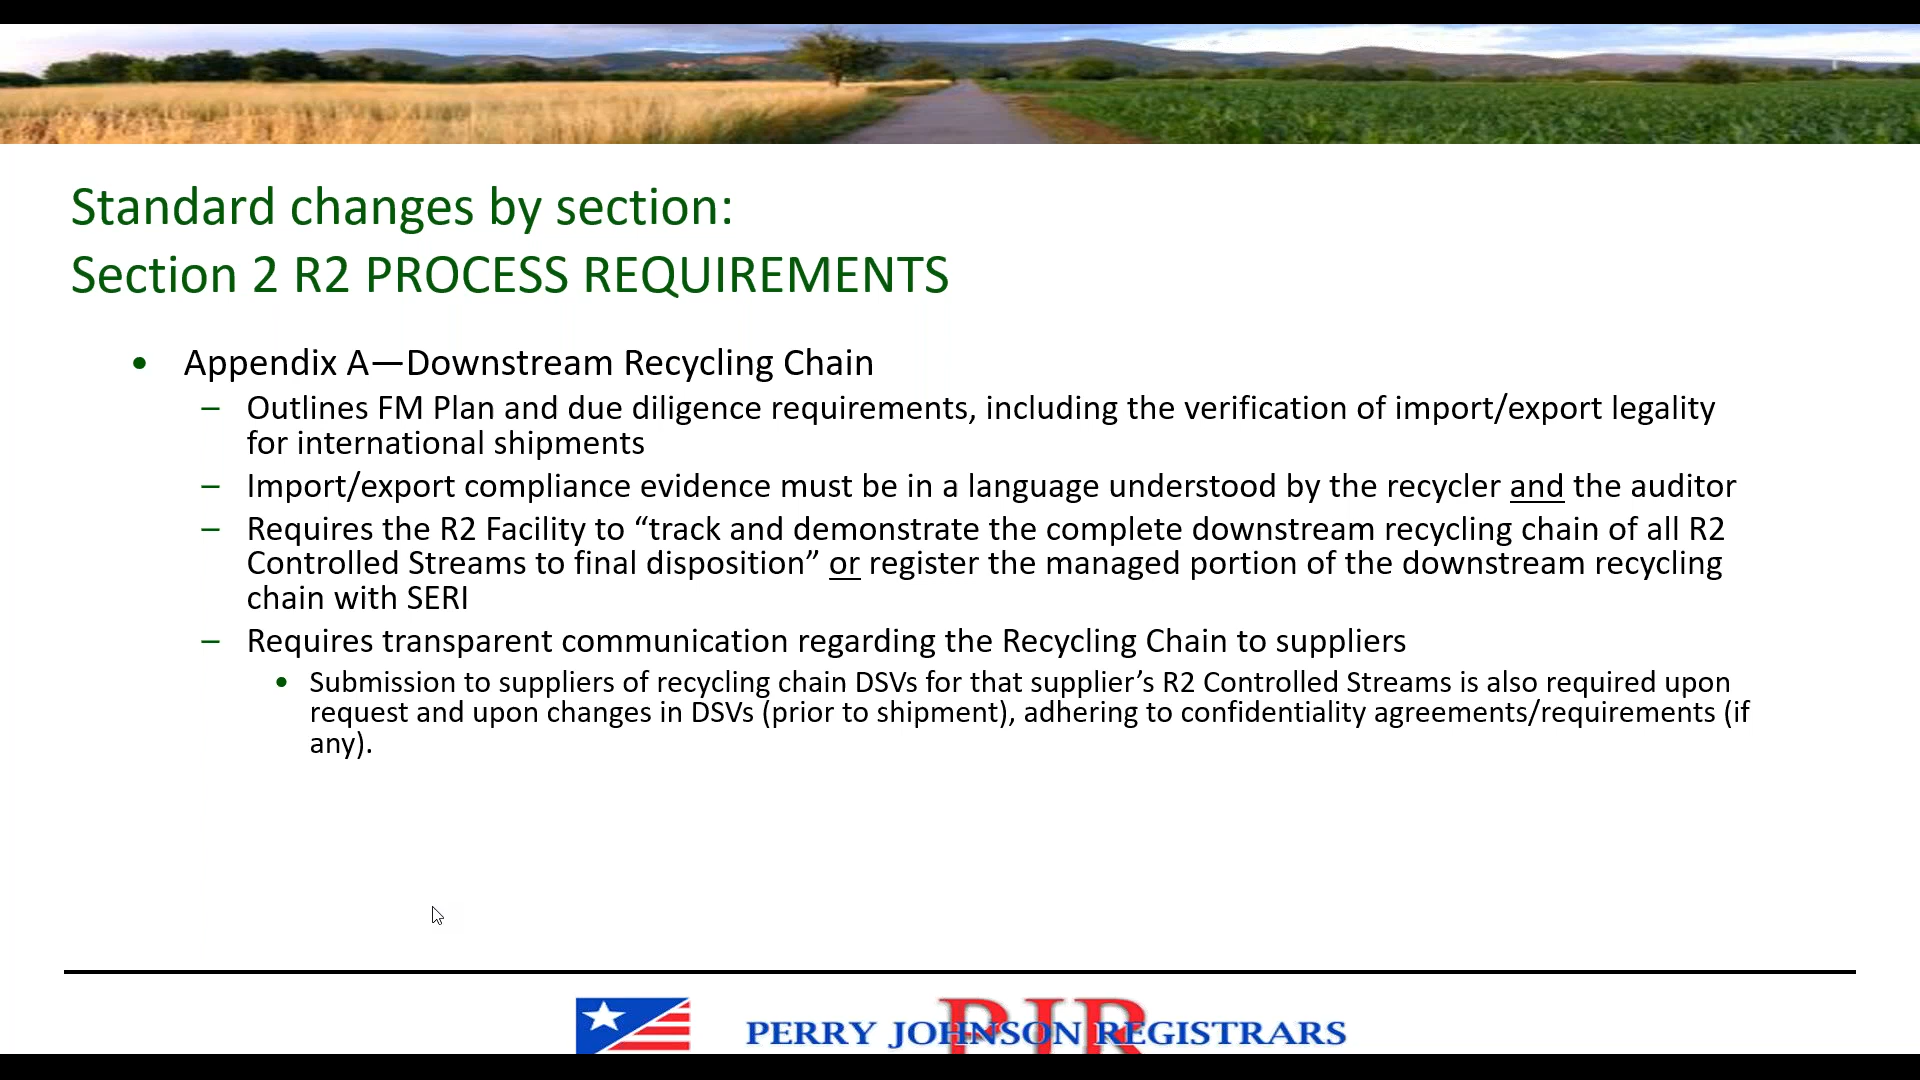 Standard changes by section:
Section 2 R2 PROCESS REQUIREMENTS
• Appendix A—Downstream Recycling Chain
– Outlines FM Plan and due diligence requirements, including the verification of import/export legality
for international shipments
– Import/export compliance evidence must be in a language understood by the recycler and the auditor
– Requires the R2 Facility to “track and demonstrate the complete downstream recycling chain of all R2
Controlled Streams to final disposition” or register the managed portion of the downstream recycling
chain with SERI
– Requires transparent communication regarding the Recycling Chain to suppliers
• Submission to suppliers of recycling chain DSVs for that supplier’s R2 Controlled Streams is also required upon
request and upon changes in DSVs (prior to shipment), adhering to confidentiality agreements/requirements (if
any).
PJR
PERRY JOHNSON REGISTRARS